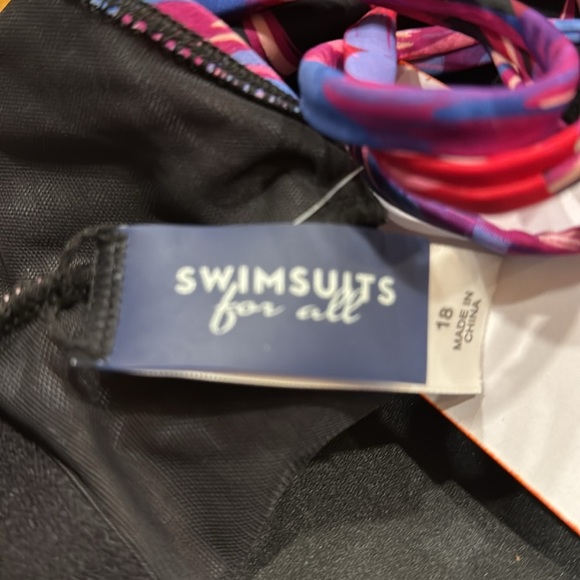 SWIMSUITS
for all
18
MADE IN
CHINA